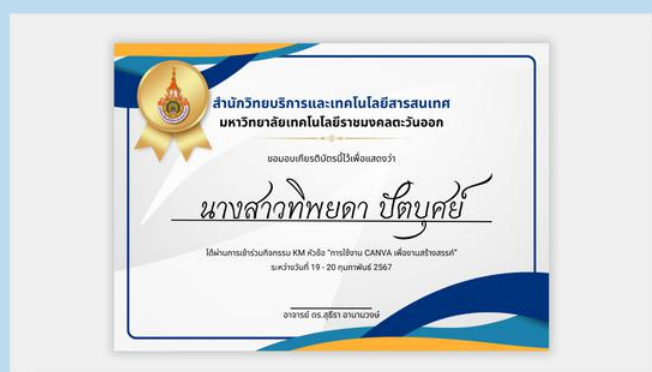 สำนักวิทยบริการและเทคโนโลยีสารสนเทศ
มหาวิทยาลัยเทคโนโลยีราชมงคลตะวันออก
ขอมอบเกียรติบัตรนี้ไว้เพื่อแสดงว่า
นางสาวทิพยดา ปัตบุศย์
ได้ผ่านการเข้าร่วมกิจกรรม KM หัวข้อ "การใช้งาน CANVA เพื่องานสร้างสรรค์"
ระหว่างวันที่ 19 - 20 กุมภาพันธ์ 2567
อาจารย์ ดร.สุธีรา อานามวงษ์